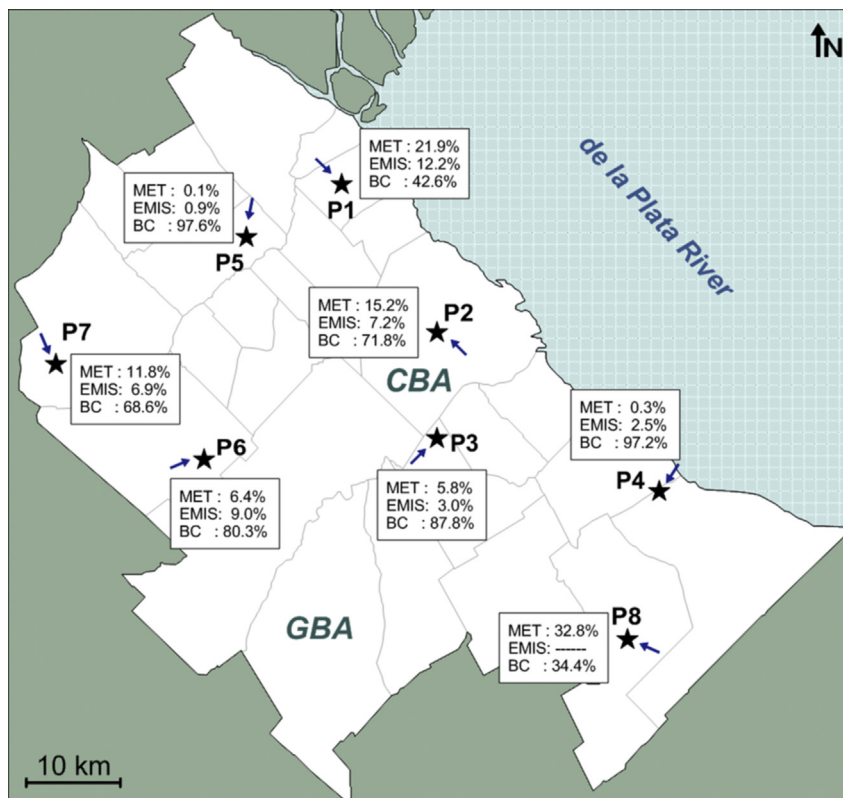 N
de la Plata River
MET : 21.9%
EMIS: 12.2%
BC : 42.6%
P1
MET : 0.1%
EMIS: 0.9%
BC : 97.6%
P5
MET : 15.2%
EMIS: 7.2%
BC : 71.8%
P2
CBA
P7
MET : 11.8%
EMIS: 6.9%
BC : 68.6%
MET : 0.3%
EMIS: 2.5%
BC : 97.2%
P4
P6
MET : 6.4%
EMIS: 9.0%
BC : 80.3%
P3
MET : 5.8%
EMIS: 3.0%
BC : 87.8%
GBA
P8
MET : 32.8%
EMIS: ------
BC : 34.4%
10 km